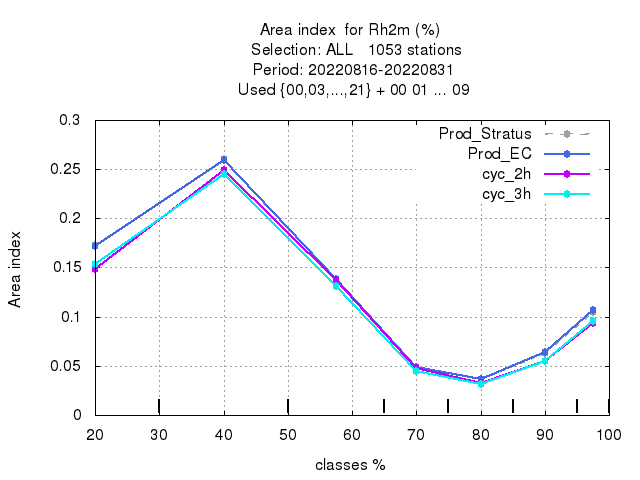 Area index  for Rh2m (%)
Selection: ALL   1053 stations
Period: 20220816-20220831
Used {00,03,...,21} + 00 01 ... 09
0.3
0.25
0.2
0.15
0.1
0.05
0
Area index
Prod_Stratus
Prod_EC
cyc_2h
cyc_3h
20 30 40 50 60 70 80 90 100
classes %